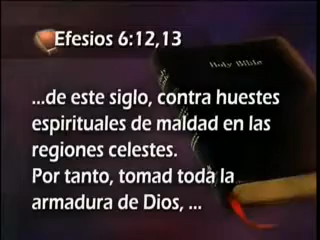 Efesios 6:12,13
Holy Bible
...de este siglo, contra huestes
espirituales de maldad en las
regiones celestes.
Por tanto, tomad toda la
armadura de Dios, ...